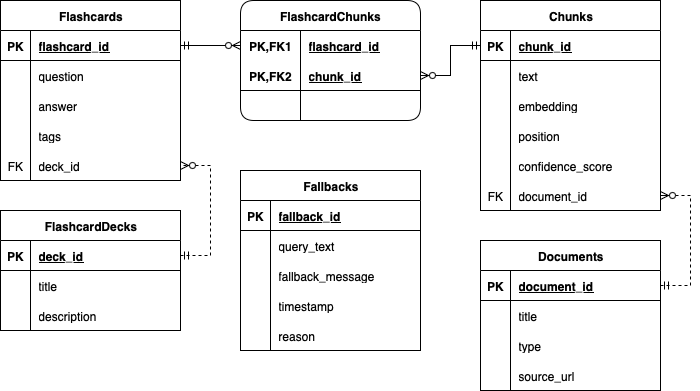 Flashcards
PK flashcard_id
question
answer
tags
FK deck_id
FlashcardChunks
PK,FK1 flashcard_id
PK,FK2 chunk_id
Chunks
PK chunk_id
text
embedding
position
confidence_score
FK document_id
FlashcardDecks
PK deck_id
title
description
Fallbacks
PK fallback_id
query_text
fallback_message
timestamp
reason
Documents
PK document_id
title
type
source_url